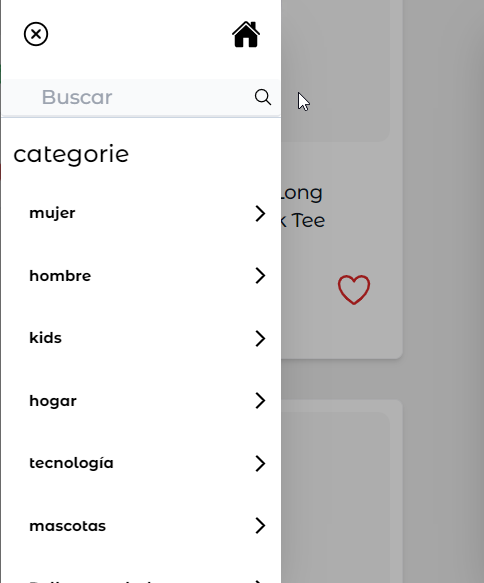 Buscar
categorie
mujer
hombre
kids
hogar
tecnología
mascotas
Long
Tee